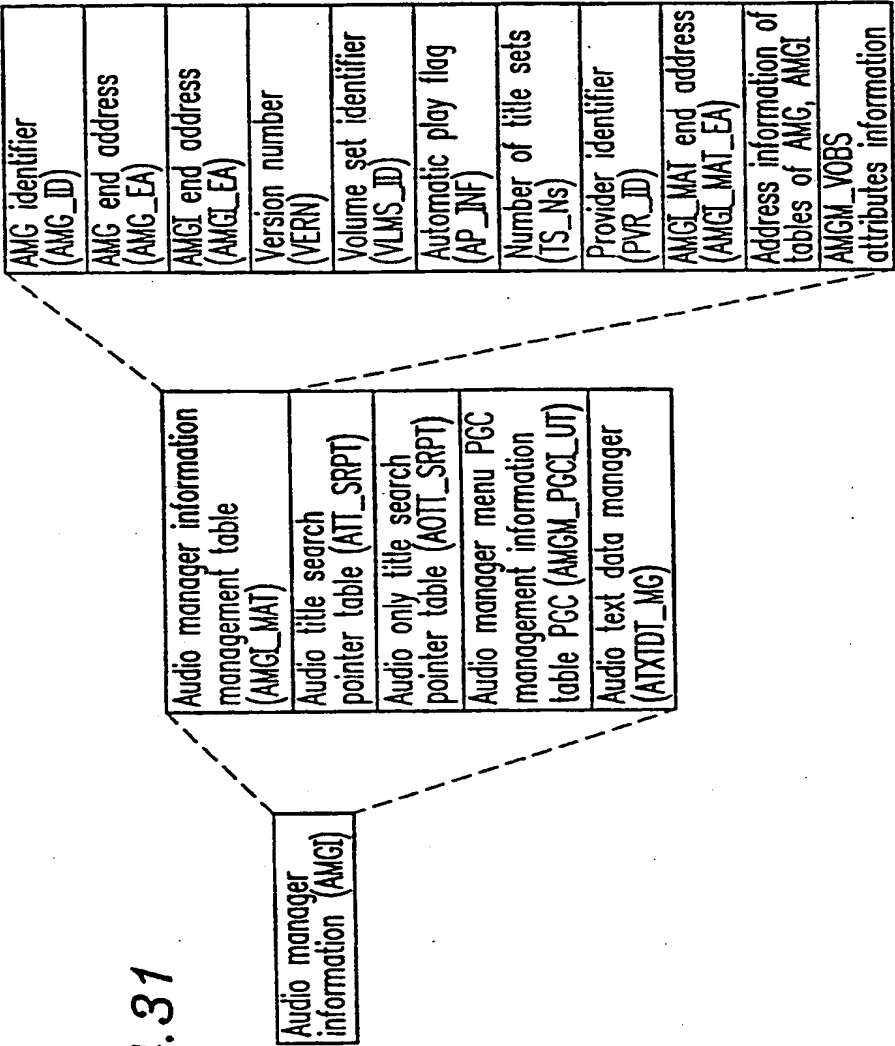 .31
Audio manager
information (AMGI)
Audio manager information
management table
(AMGI_MAT)
Audio title search
pointer table (ATT_SRPT)
Audio only title search
pointer table (AOTT_SRPT)
Audio manager menu PGC
management information
table PGC (AMGM_PGCI_UT)
Audio text data manager
(ATXTDT_MG)
AMG identifier
(AMG_ID)
AMG end address
(AMG_EA)
AMGI end address
(AMGI_EA)
Version number
(VERN)
Volume set identifier
(VLMS_ID)
Automatic play flag
(AP_INF)
Number of title sets
(TS_Ns)
Provider identifier
(PVR_ID)
AMGI_MAT end address
(AMGI_MAT_EA)
Address information of
tables of AMG, AMGI
AMGM_VOBS
attributes information